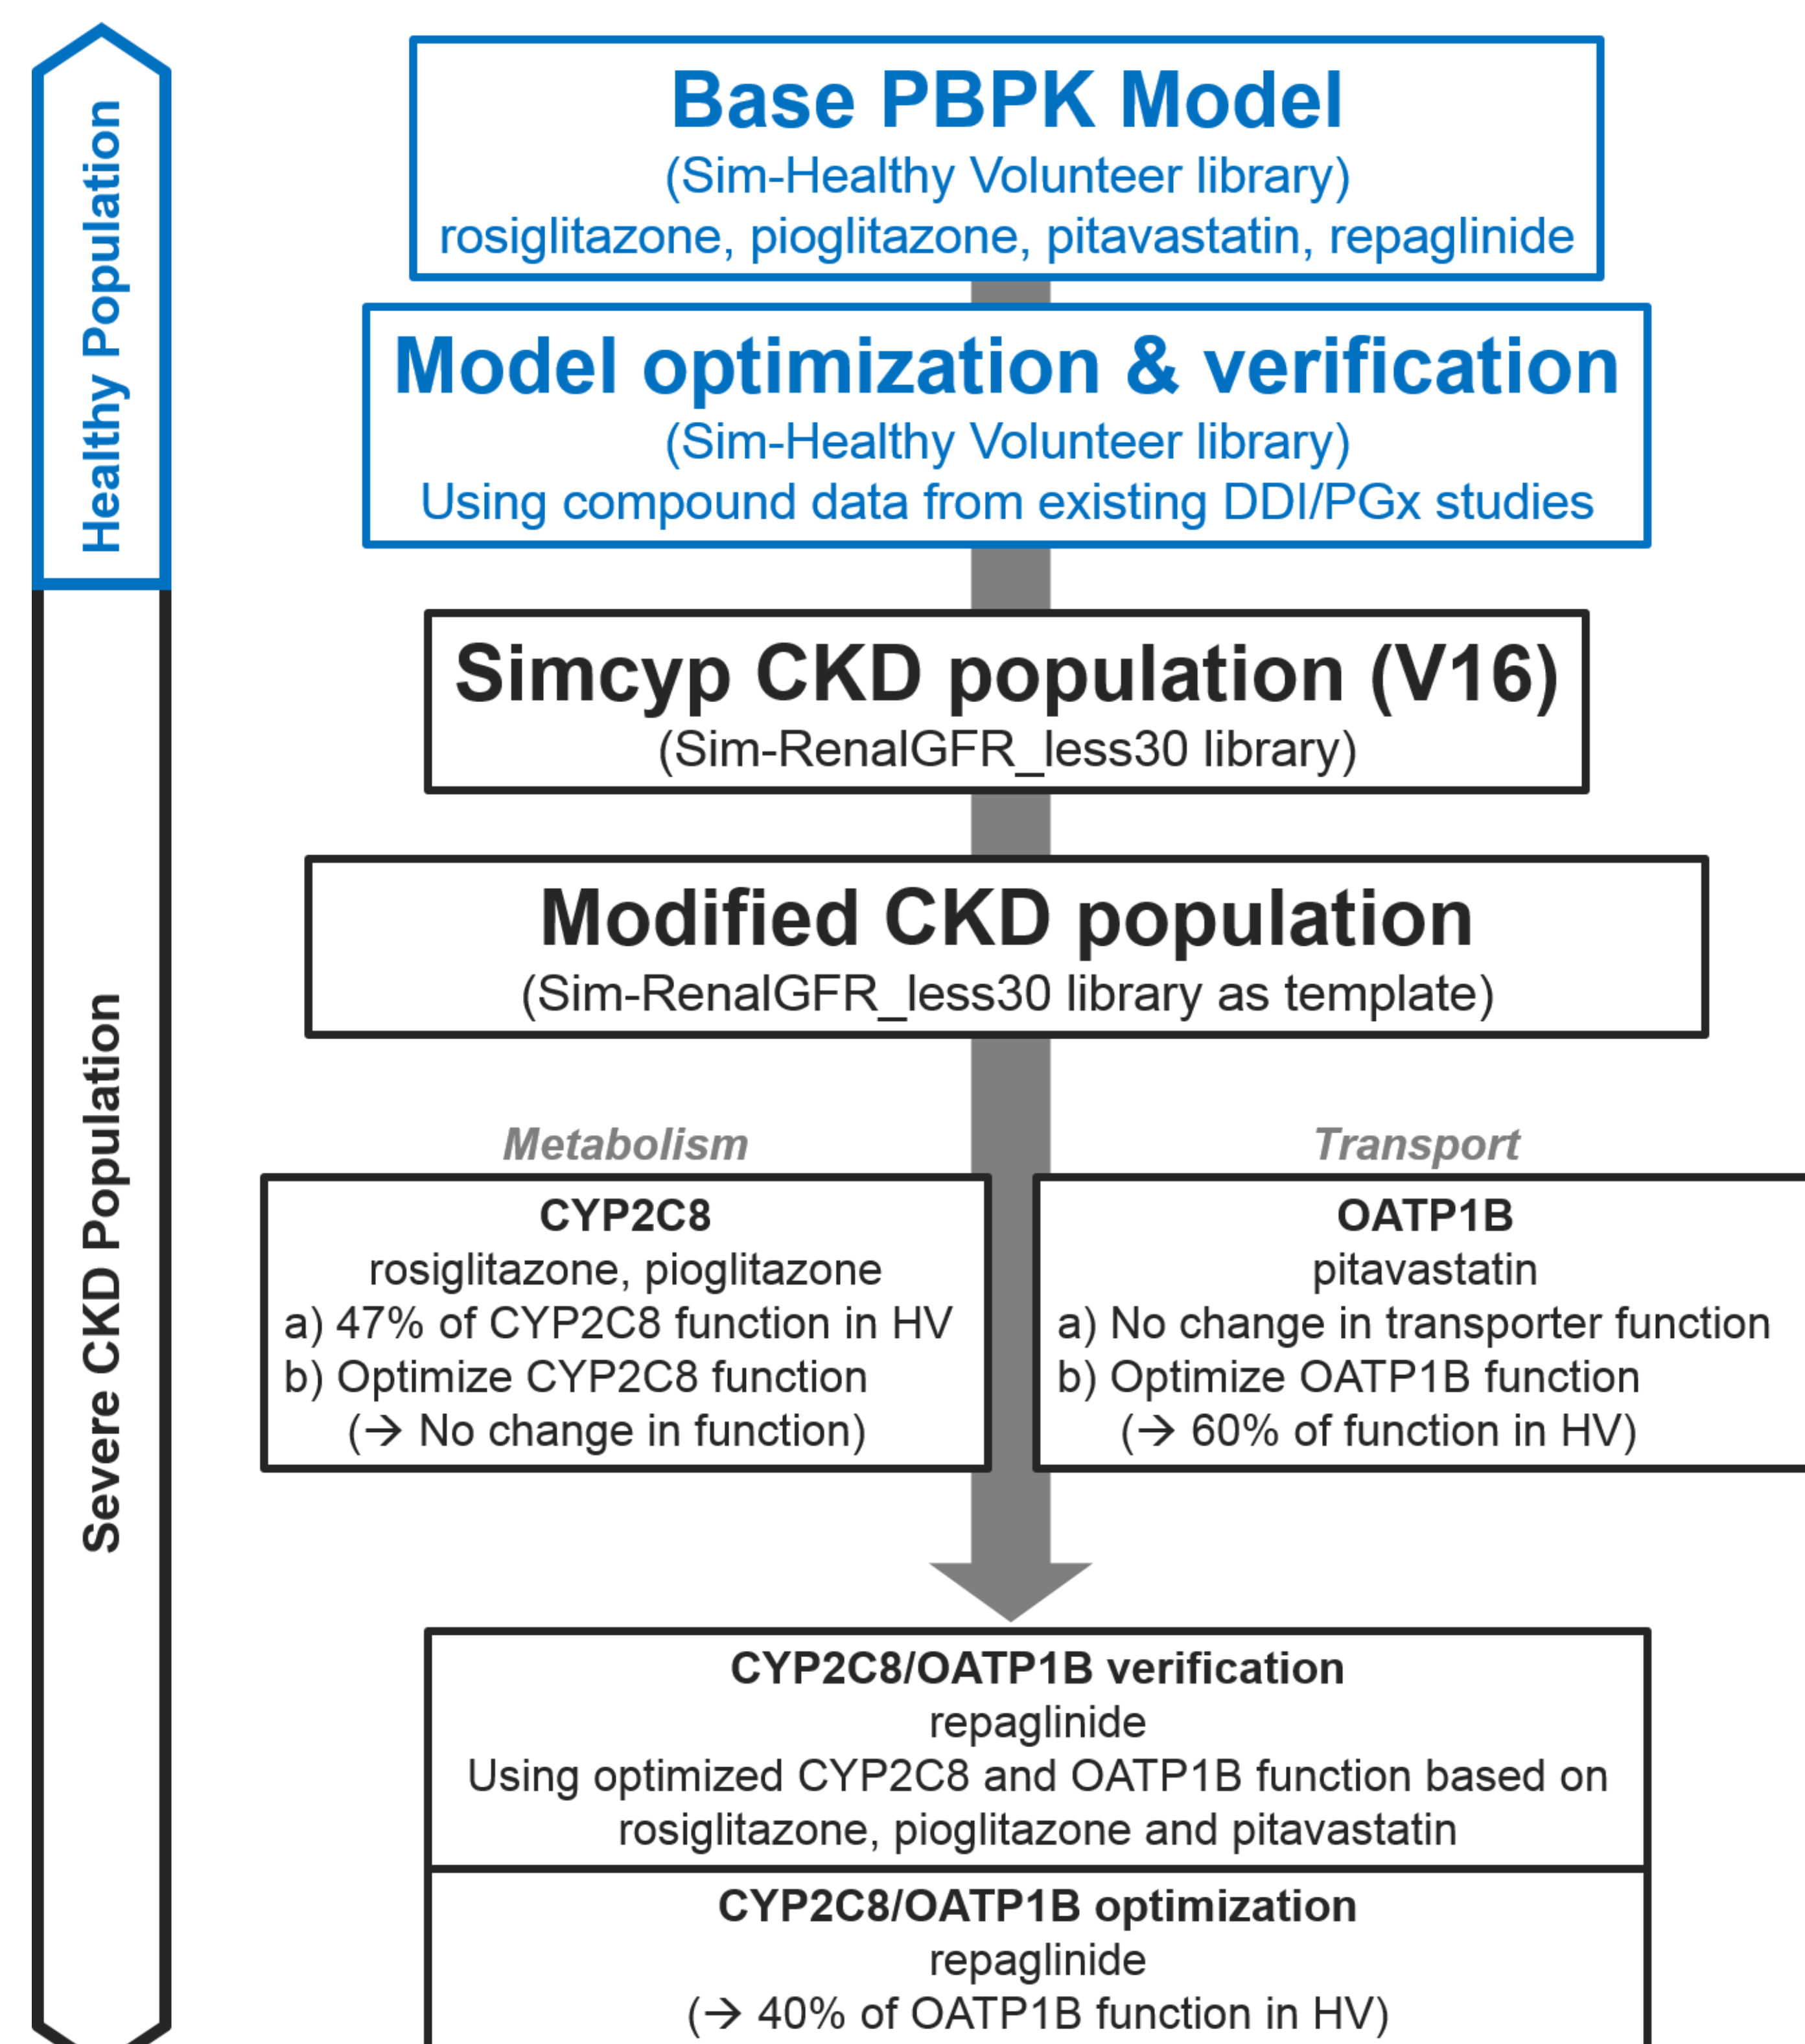 Healthy Population
Base PBPK Model
(Sim-Healthy Volunteer library)
rosiglitazone, pioglitazone, pitavastatin, repaglinide
Model optimization & verification
(Sim-Healthy Volunteer library)
Using compound data from existing DDI/PGx studies
Severe CKD Population
Simcyp CKD population (V16)
(Sim-RenalGFR_less30 library)
Modified CKD population
(Sim-RenalGFR_less30 library as template)
Metabolism
CYP2C8
rosiglitazone, pioglitazone
a) 47% of CYP2C8 function in HV
b) Optimize CYP2C8 function
(→ No change in function)
Transport
OATP1B
pitavastatin
a) No change in transporter function
b) Optimize OATP1B function
(→ 60% of function in HV)
CYP2C8/OATP1B verification
repaglinide
Using optimized CYP2C8 and OATP1B function based on
rosiglitazone, pioglitazone and pitavastatin
CYP2C8/OATP1B optimization
repaglinide
(→ 40% of OATP1B function in HV)